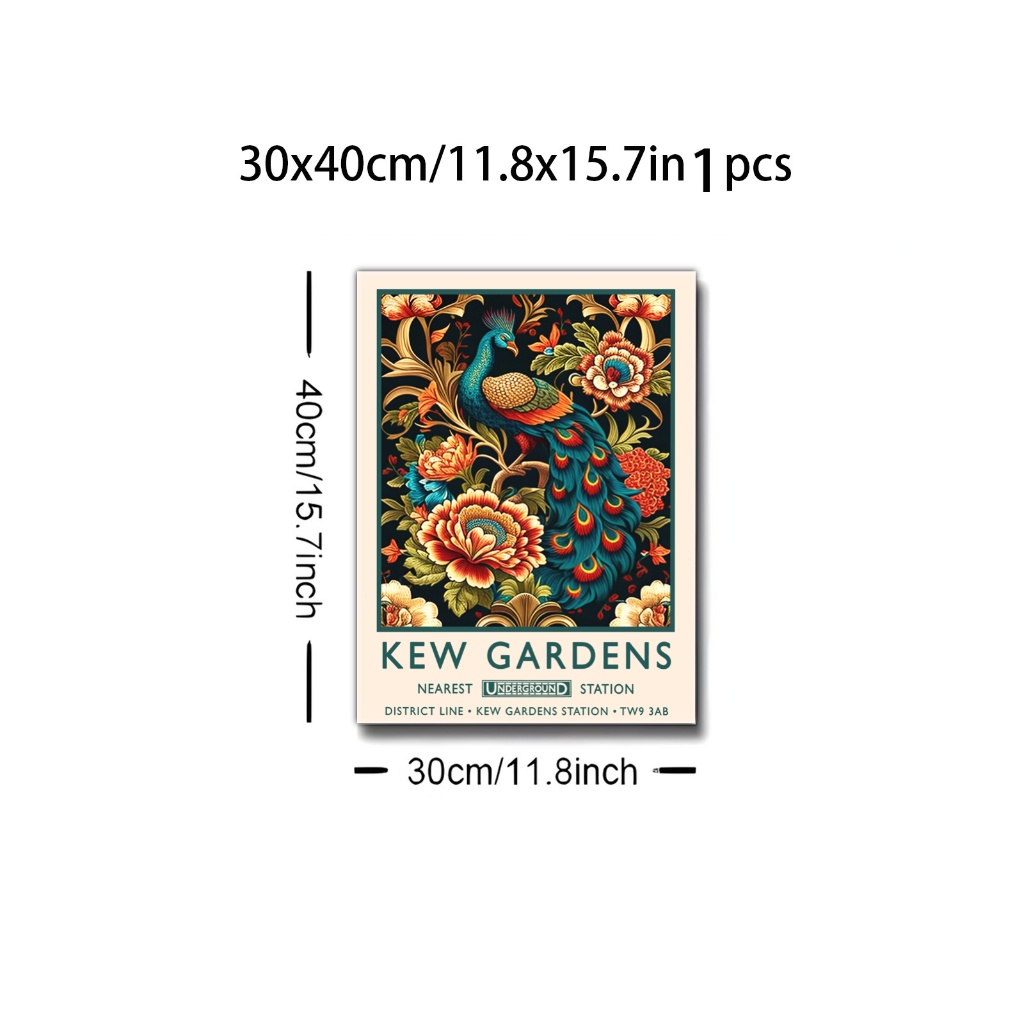 30x40cm/11.8x15.7in1pcs
40cm/15.7inch
KEW GARDENS
NEAREST UNDERGROUND STATION
DISTRICT LINE • KEW GARDENS STATION • TW9 3AB
30cm/11.8inch